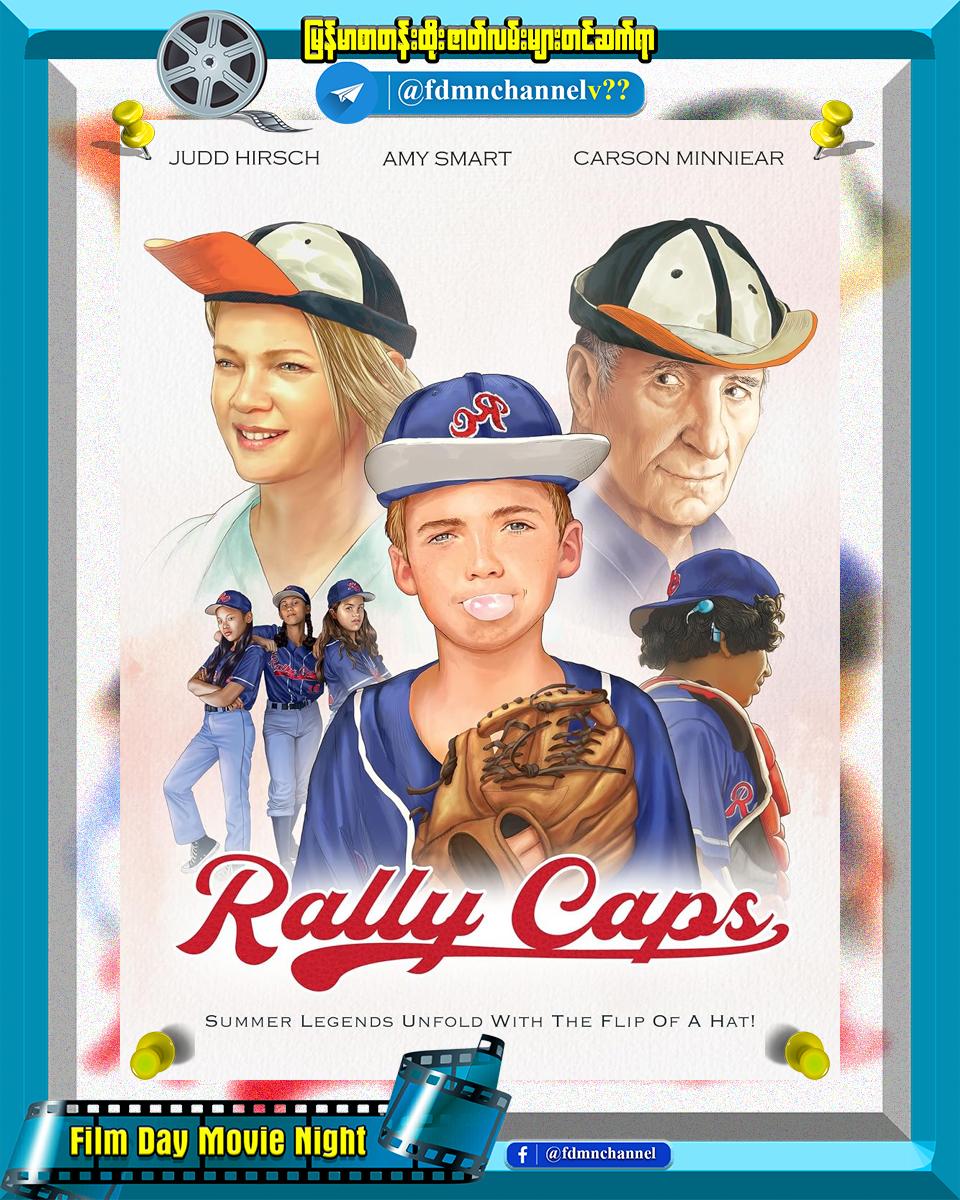 မြန်မာစာတန်းထိုး ဇာတ်လမ်းများတင်ဆက်ရာ
@fdmnchannelv??
JUDD HIRSCH AMY SMART CARSON MINNIEAR
Rally Caps
SUMMER LEGENDS UNFOLD WITH THE FLIP OF A HAT!
Film Day Movie Night
@fdmnchannel